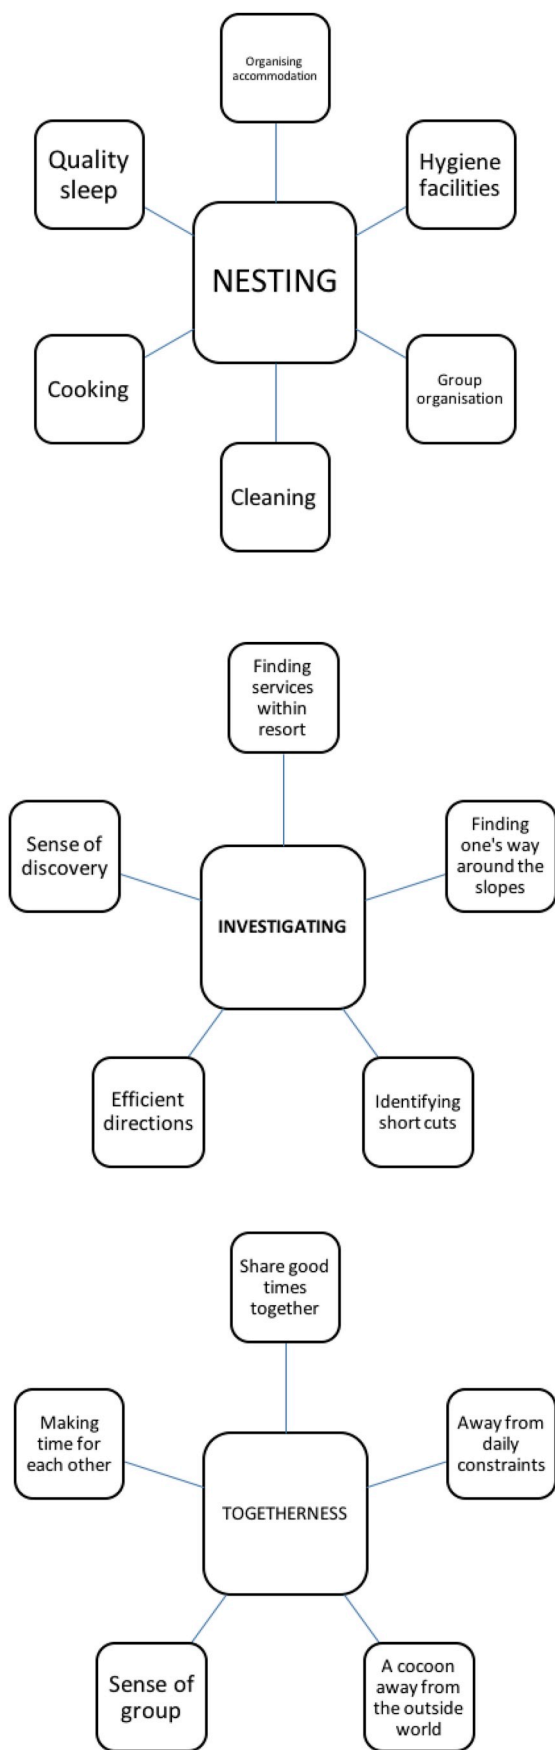 Organising
accommodation
Quality
sleep
Hygiene
facilities
NESTING
Cooking
Group
organisation
Cleaning
Finding
services
within
resort
Sense of
discovery
Finding
one's way
around the
slopes
INVESTIGATING
Efficient
directions
Identifying
short cuts
Share good
times
together
Making
time for
each other
Away from
daily
constraints
TOGETHERNESS
Sense of
group
A cocoon
away from
the outside
world